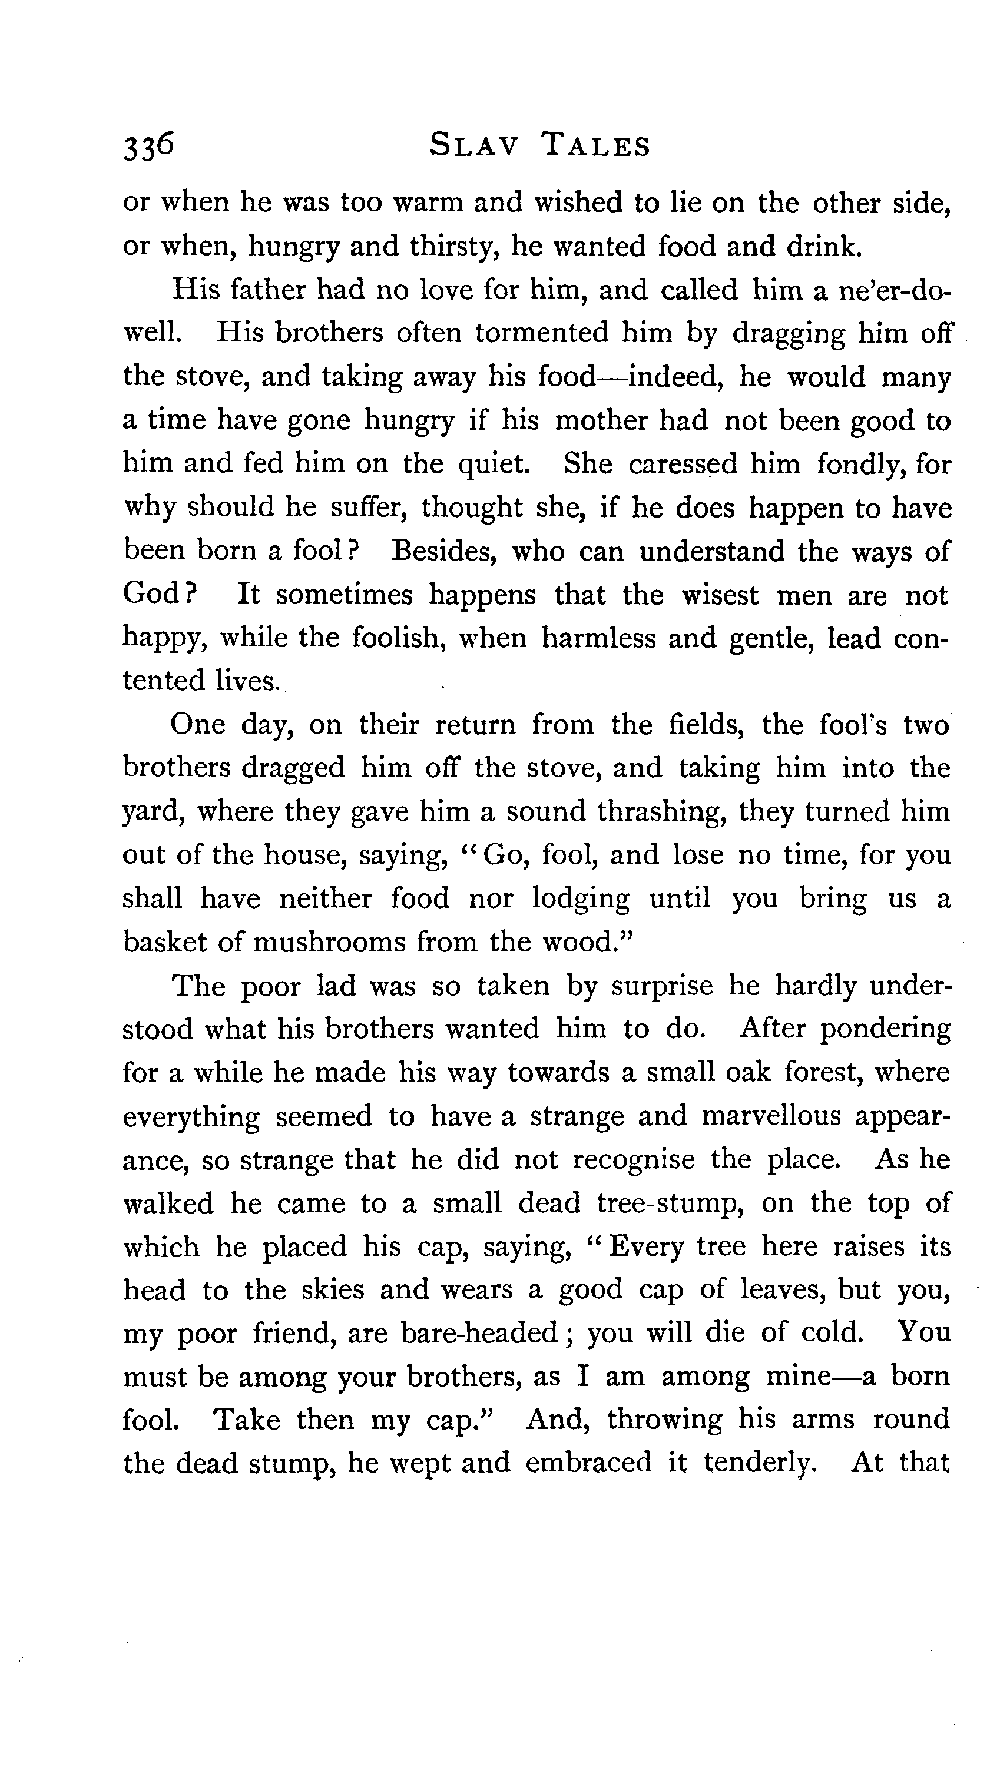 336 SLAV TALES
or when he was too warm and wished to lie on the other side,
or when, hungry and thirsty, he wanted food and drink.
His father had no love for him, and called him a ne'er-do-
well. His brothers often tormented him by dragging him off
the stove, and taking away his food—indeed, he would many
a time have gone hungry if his mother had not been good to
him and fed him on the quiet. She caressed him fondly, for
why should he suffer, thought she, if he does happen to have
been born a fool? Besides, who can understand the ways of
God? It sometimes happens that the wisest men are not
happy, while the foolish, when harmless and gentle, lead con-
tented lives.
One day, on their return from the fields, the fool's two
brothers dragged him off the stove, and taking him into the
yard, where they gave him a sound thrashing, they turned him
out of the house, saying, "Go, fool, and lose no time, for you
shall have neither food nor lodging until you bring us a
basket of mushrooms from the wood."
The poor lad was so taken by surprise he hardly under-
stood what his brothers wanted him to do. After pondering
for a while he made his way towards a small oak forest, where
everything seemed to have a strange and marvellous appear-
ance, so strange that he did not recognise the place. As he
walked he came to a small dead tree-stump, on the top of
which he placed his cap, saying, "Every tree here raises its
head to the skies and wears a good cap of leaves, but you,
my poor friend, are bare-headed; you will die of cold. You
must be among your brothers, as I am among mine—a born
fool. Take then my cap." And, throwing his arms round
the dead stump, he wept and embraced it tenderly. At that